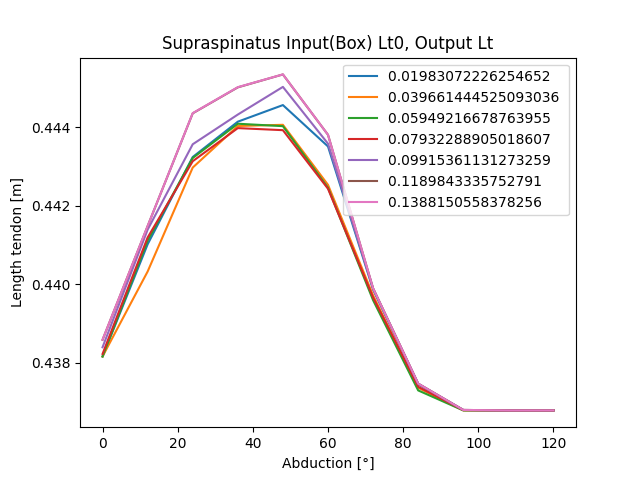 Supraspinatus Input(Box) Lt0, Output Lt
0.01983072226254652
0.039661444525093036
0.05949216678763955
0.07932288905018607
0.09915361131273259
0.1189843335752791
0.1388150558378256
0.444
0.442
0.440
0.438
Length tendon [m]
0 20 40 60 80 100 120
Abduction [°]